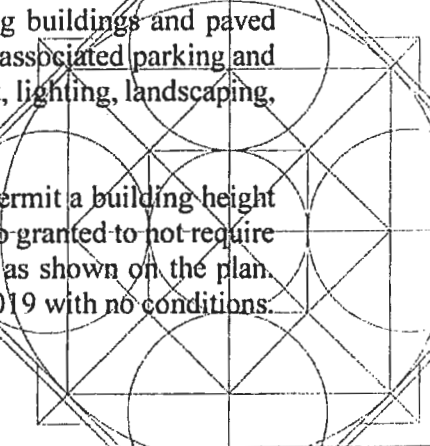 g buildings and paved
associated parking and
, lighting, landscaping,
ermit a building height
o granted to not require
as shown on the plan.
019 with no conditions.